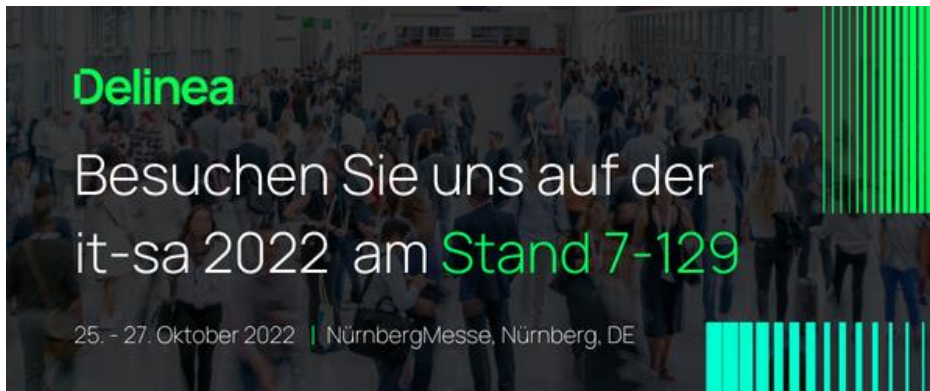 Delinea
Besuchen Sie uns auf der
it-sa 2022 am Stand 7-129
25. - 27. Oktober 2022 | NürnbergMesse, Nürnberg, DE